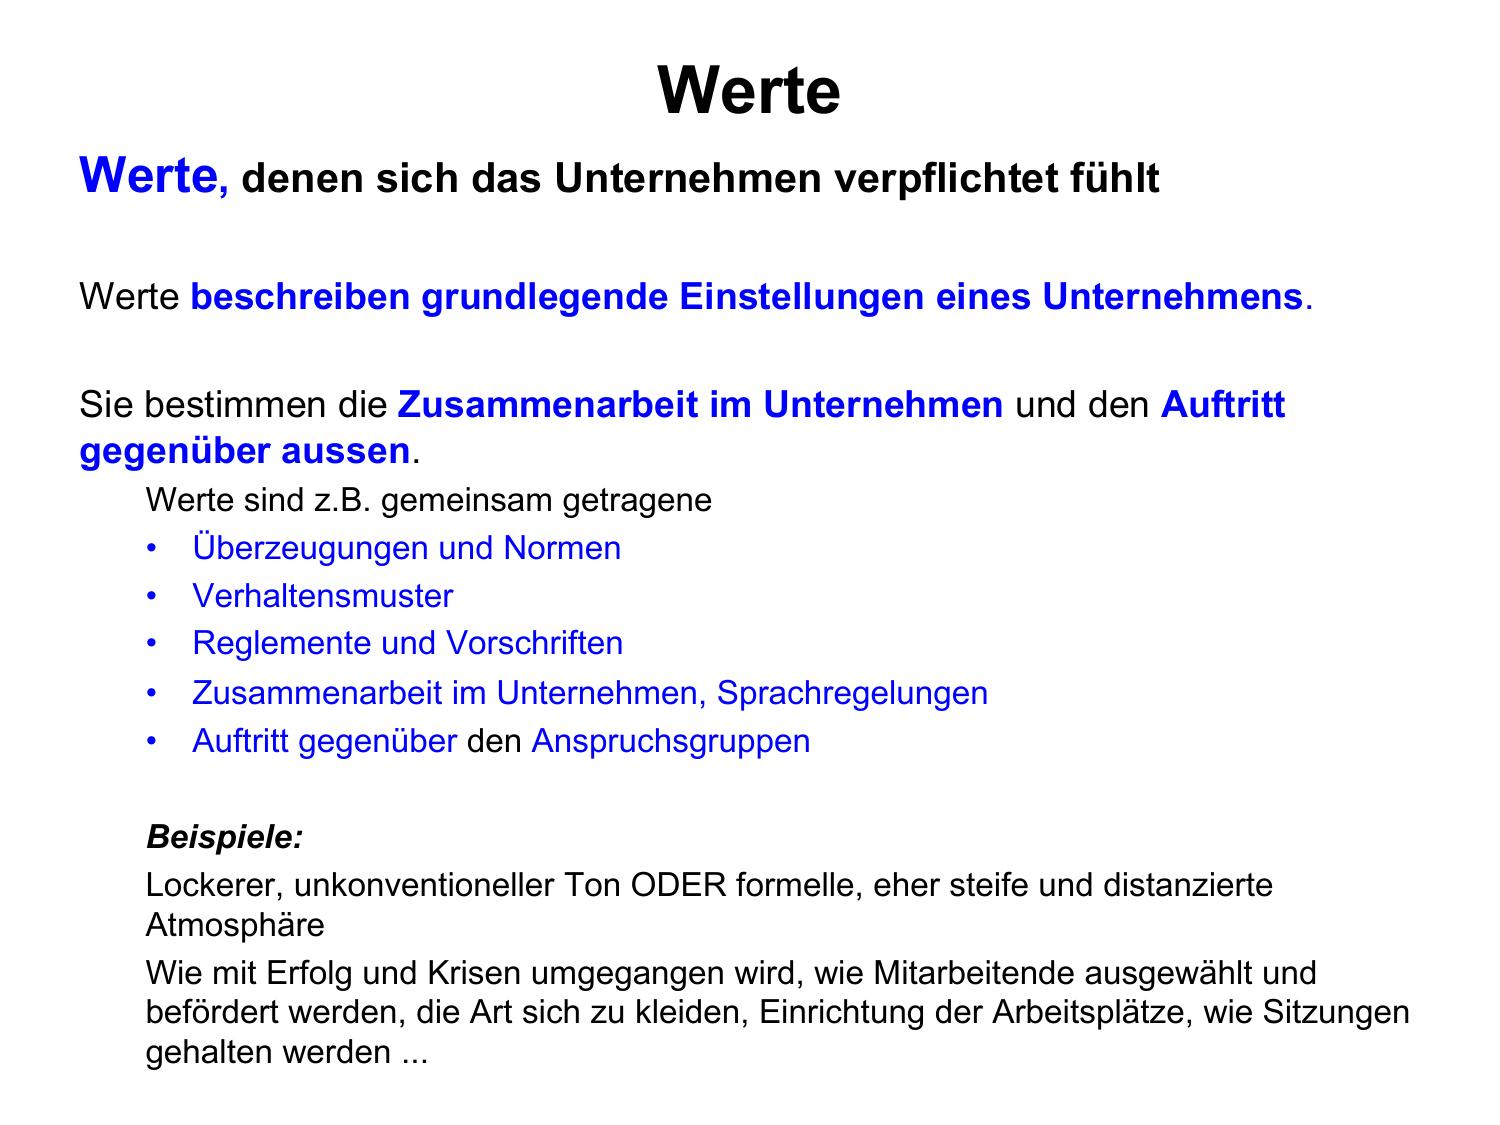 Werte
Werte, denen sich das Unternehmen verpflichtet fühlt
Werte beschreiben grundlegende Einstellungen eines Unternehmens.
Sie bestimmen die Zusammenarbeit im Unternehmen und den Auftritt
gegenüber aussen.
Werte sind z.B. gemeinsam getragene
• Überzeugungen und Normen
• Verhaltensmuster
• Reglemente und Vorschriften
• Zusammenarbeit im Unternehmen, Sprachregelungen
• Auftritt gegenüber den Anspruchsgruppen
Beispiele:
Lockerer, unkonventioneller Ton ODER formelle, eher steife und distanzierte
Atmosphäre
Wie mit Erfolg und Krisen umgegangen wird, wie Mitarbeitende ausgewählt und
befördert werden, die Art sich zu kleiden, Einrichtung der Arbeitsplätze, wie Sitzungen
gehalten werden ...